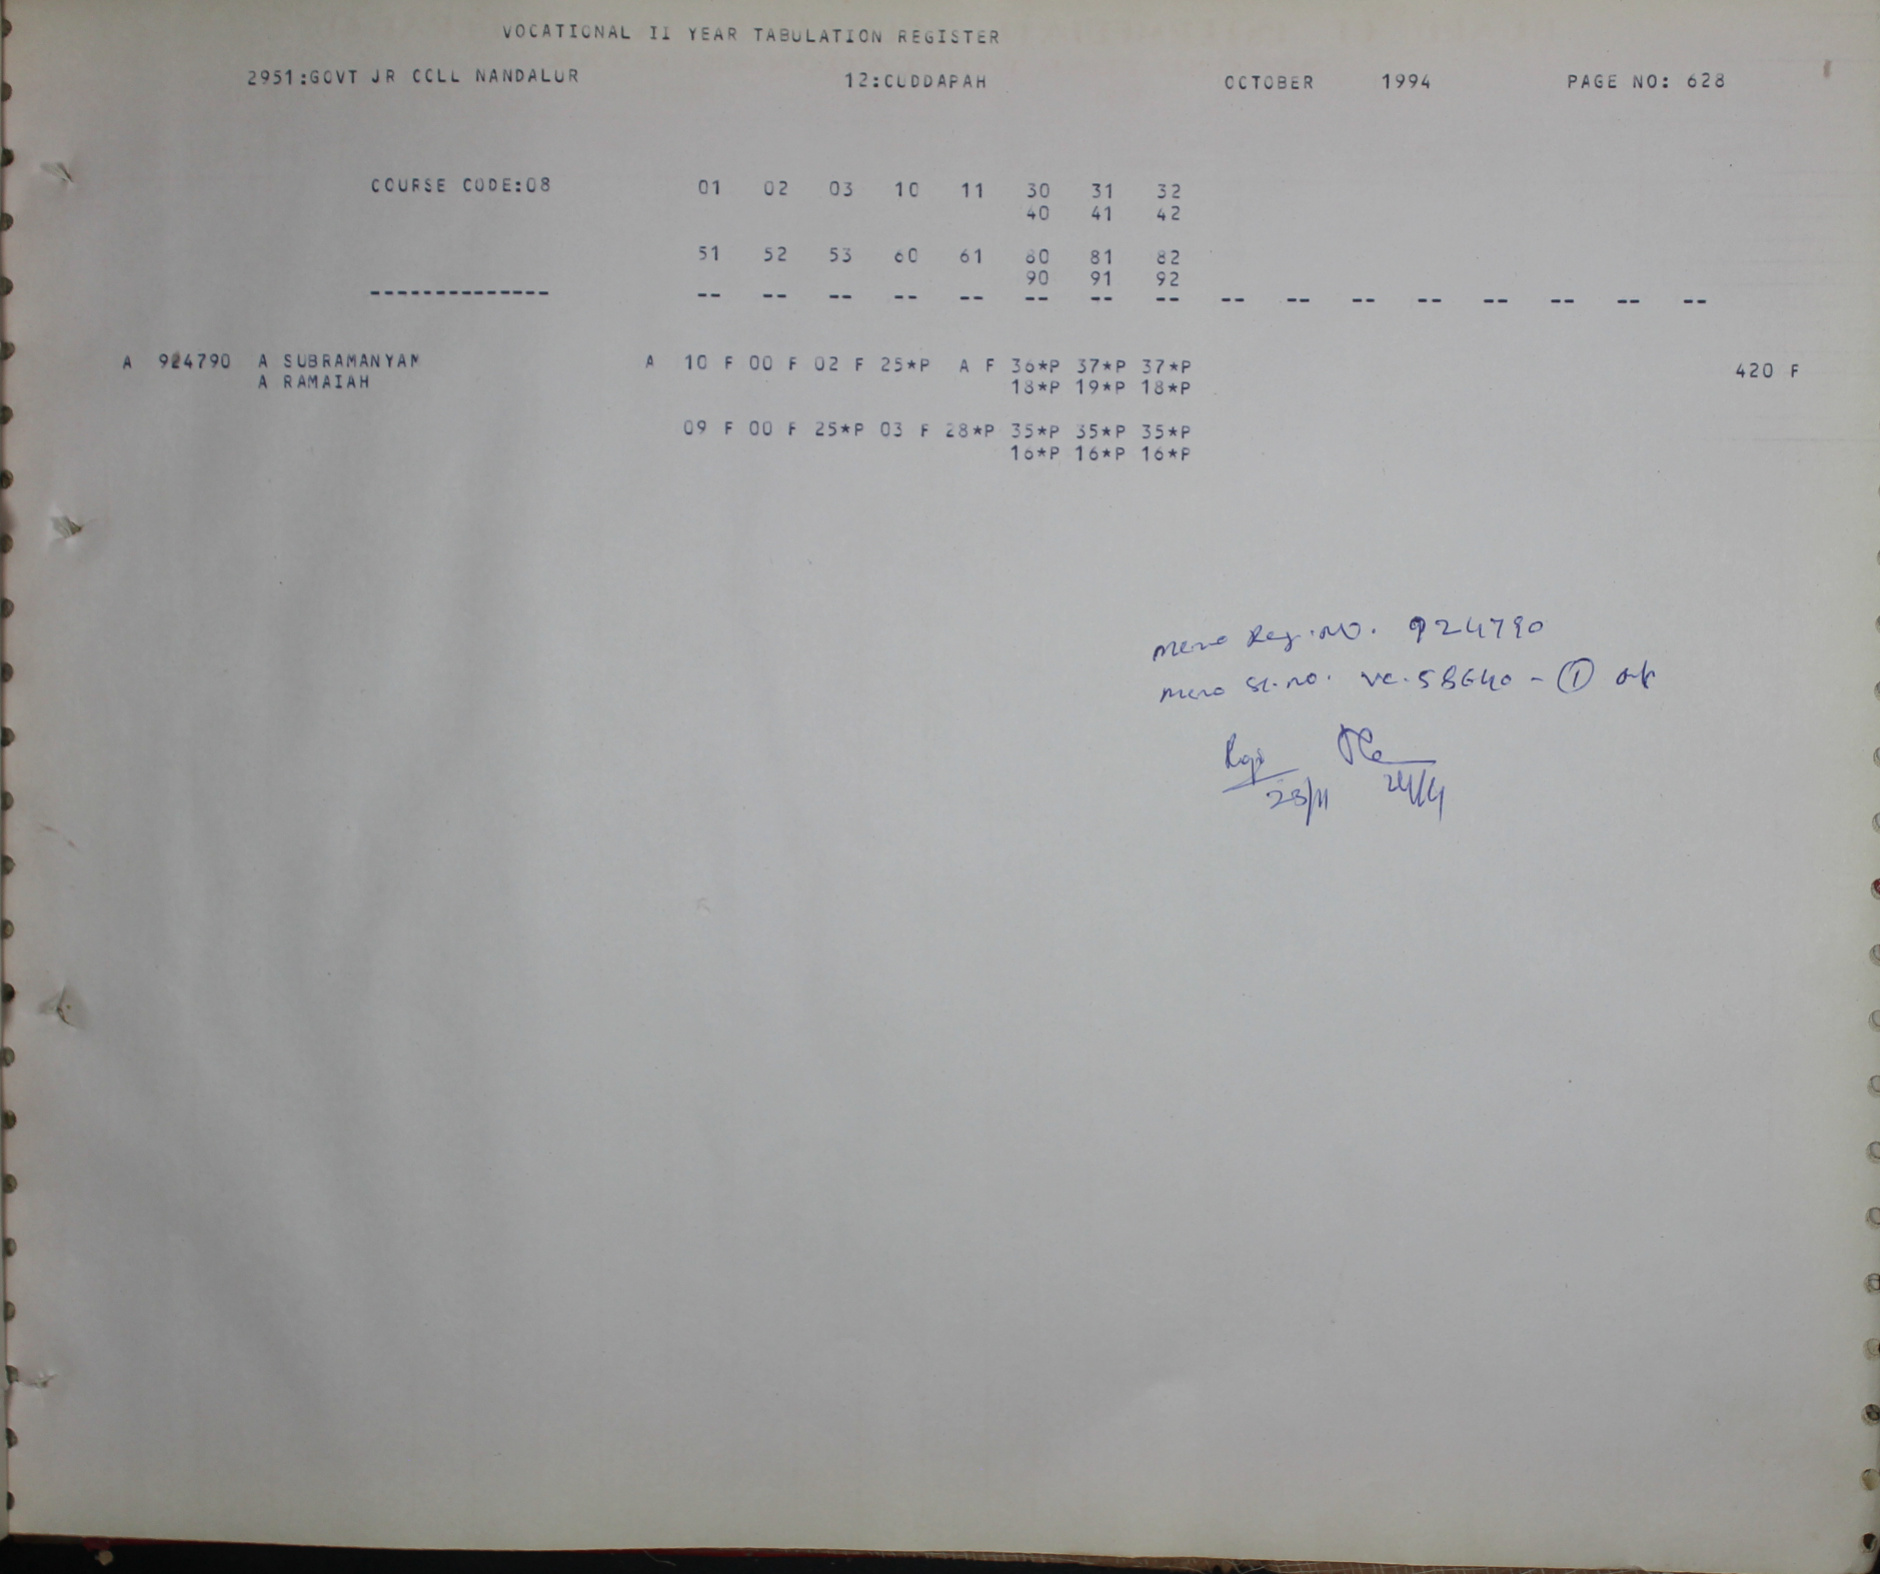 VOCATIONAL II YEAR TABULATION REGISTER
2951:GOVT JR COLL NANDALUR 12:CUDDAPAH OCTOBER 1994 PAGE NO: 628
COURSE CODE:08 01 02 03 10 11 30 31 32
40 41 42
51 52 53 60 61 80 81 82
90 91 92
-------------- -- -- -- -- -- -- -- -- -- -- -- -- -- -- -- --
A 924790 A SUBRAMANYAM A 10 F 00 F 02 F 25*P A F 36*P 37*P 37*P 420 F
A RAMAIAH 18*P 19*P 18*P
09 F 00 F 25*P 03 F 28*P 35*P 35*P 35*P
16*P 16*P 16*P
memo Reg.no. 924790
memo Sl.no. vc.58640 - 1
23/11